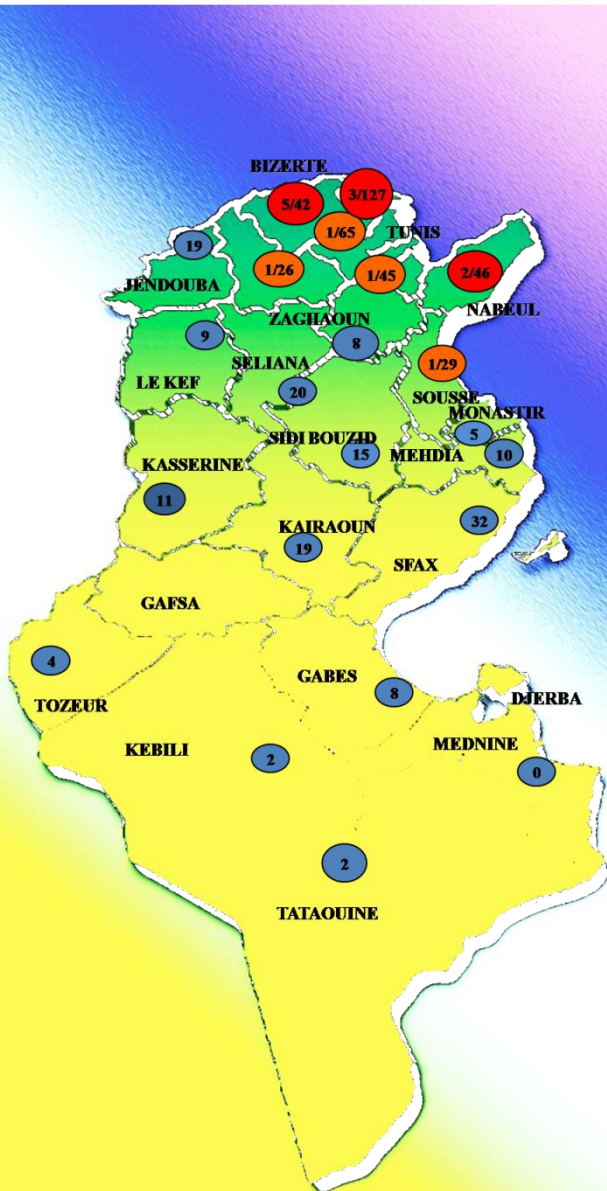 BIZERTE
3/127
5/42
1/65
TUNIS
19
1/26
1/45
2/46
JENDOUBA
NABEUL
ZAGHAOUN
9
8
SELIANA
1/29
LE KEF
20
SOUSSE
MONASTIR
5
SIDI BOUZID
15
MEHDIA
10
KASSERINE
11
32
KAIRAOUN
19
SFAX
GAFSA
4
GABES
8
DJERBA
TOZEUR
MEDNINE
KEBILI
2
0
2
TATAOUINE